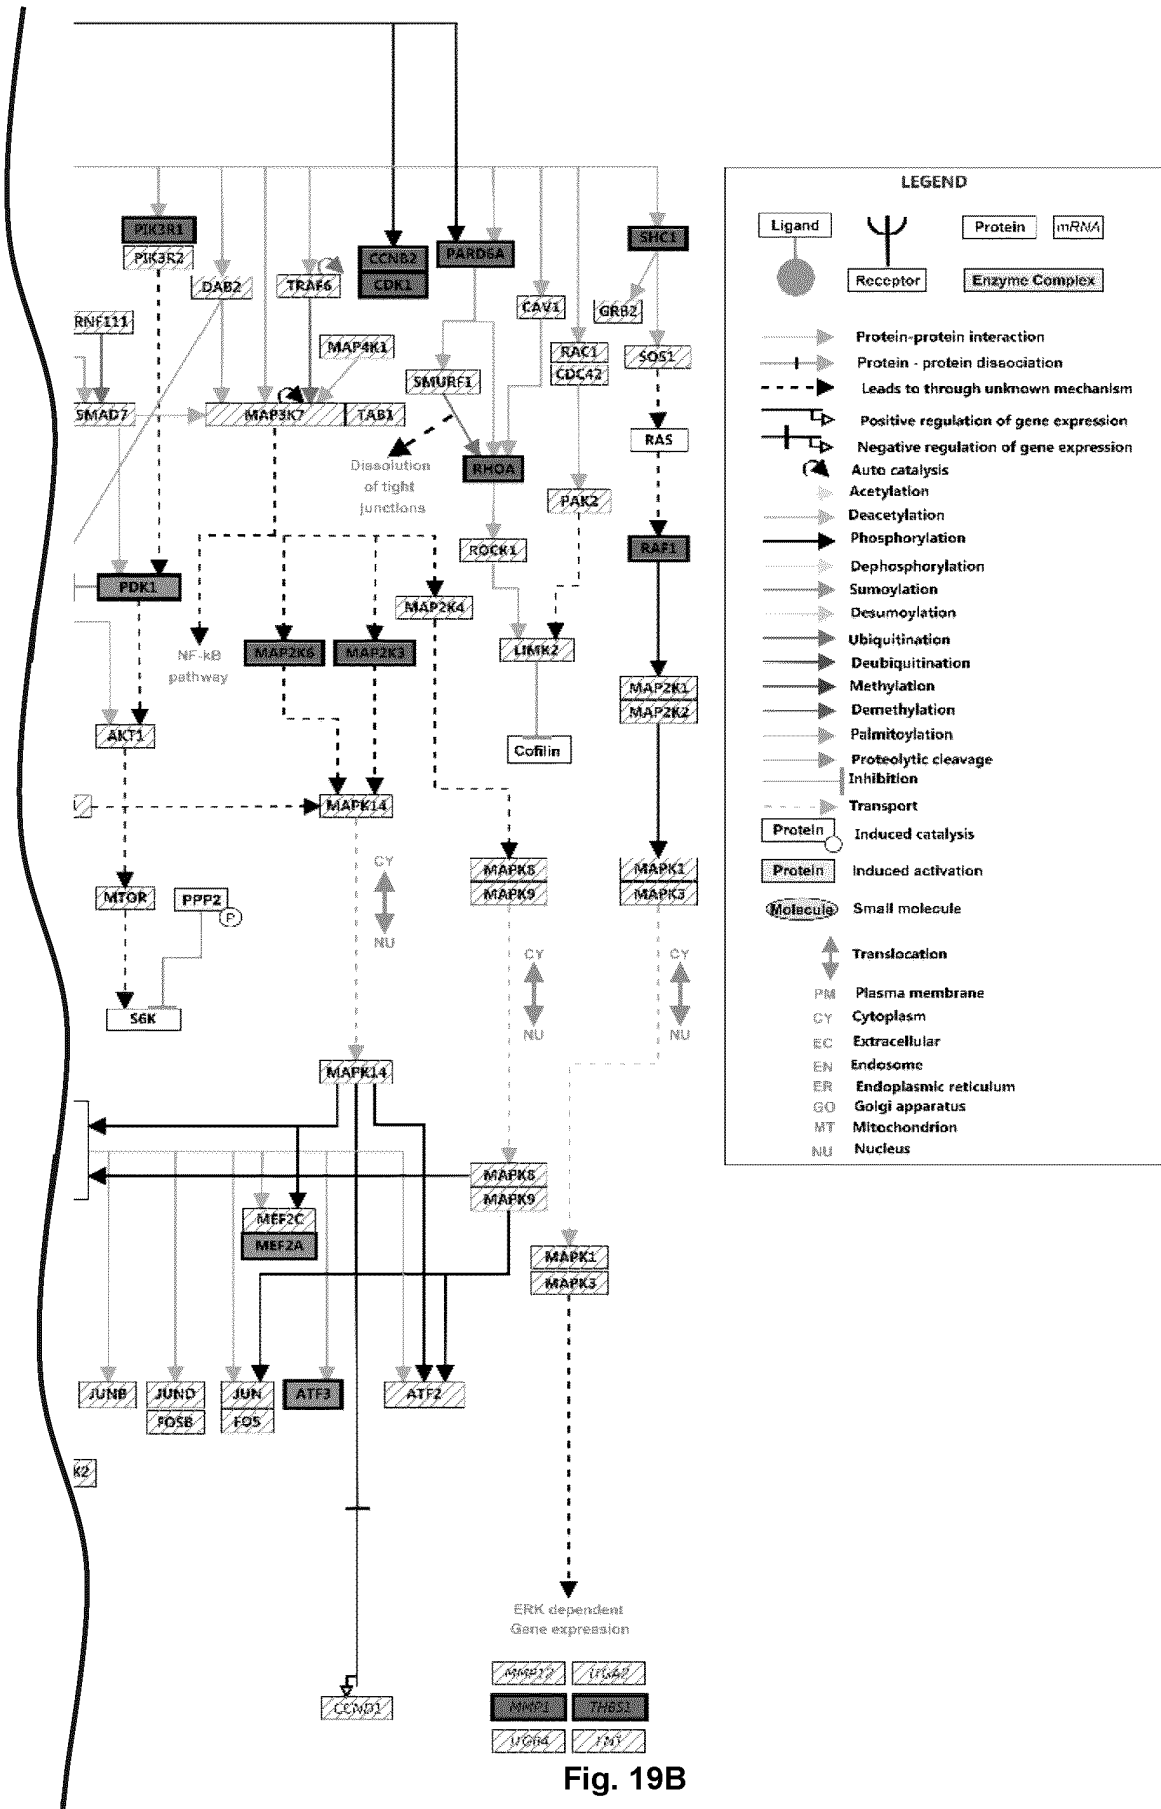 PIK3R1
PIK3R2
DAB2
TRAF6
CCNB2
CDK1
PARD6A
SHC1
CAV1
GRB2
RNF111
MAP4K1
RAC1
CDC42
SOS1
SMURF1
SMAD7
MAP3K7
TAB1
RAS
Dissolution
of tight
junctions
RHOA
PAK2
ROCK1
RAF1
PDK1
MAP2K4
NF-kB
pathway
MAP2K6
MAP2K3
LIMK2
MAP2K1
MAP2K2
AKT1
Cofilin
MAPK14
CY
NU
MAPK8
MAPK9
MAPK1
MAPK3
MTOR
PPP2
P
CY
NU
CY
NU
S6K
MAPK14
MAPK8
MAPK9
MEF2C
MEF2A
MAPK1
MAPK3
JUNB
JUND
FOSB
JUN
FOS
ATF3
ATF2
K2
ERK dependent
Gene expression
CCND1
MMP12
MMP1
THBS1
LEGEND
Ligand
Receptor
Protein
mRNA
Enzyme Complex
Protein-protein interaction
Protein - protein dissociation
Leads to through unknown mechanism
Positive regulation of gene expression
Negative regulation of gene expression
Auto catalysis
Acetylation
Deacetylation
Phosphorylation
Dephosphorylation
Sumoylation
Desumoylation
Ubiquitination
Deubiquitination
Methylation
Demethylation
Palmitoylation
Proteolytic cleavage
Inhibition
Transport
Protein Induced catalysis
Protein Induced activation
Molecule Small molecule
Translocation
PM Plasma membrane
CY Cytoplasm
EC Extracellular
EN Endosome
ER Endoplasmic reticulum
GO Golgi apparatus
MT Mitochondrion
NU Nucleus
Fig. 19B